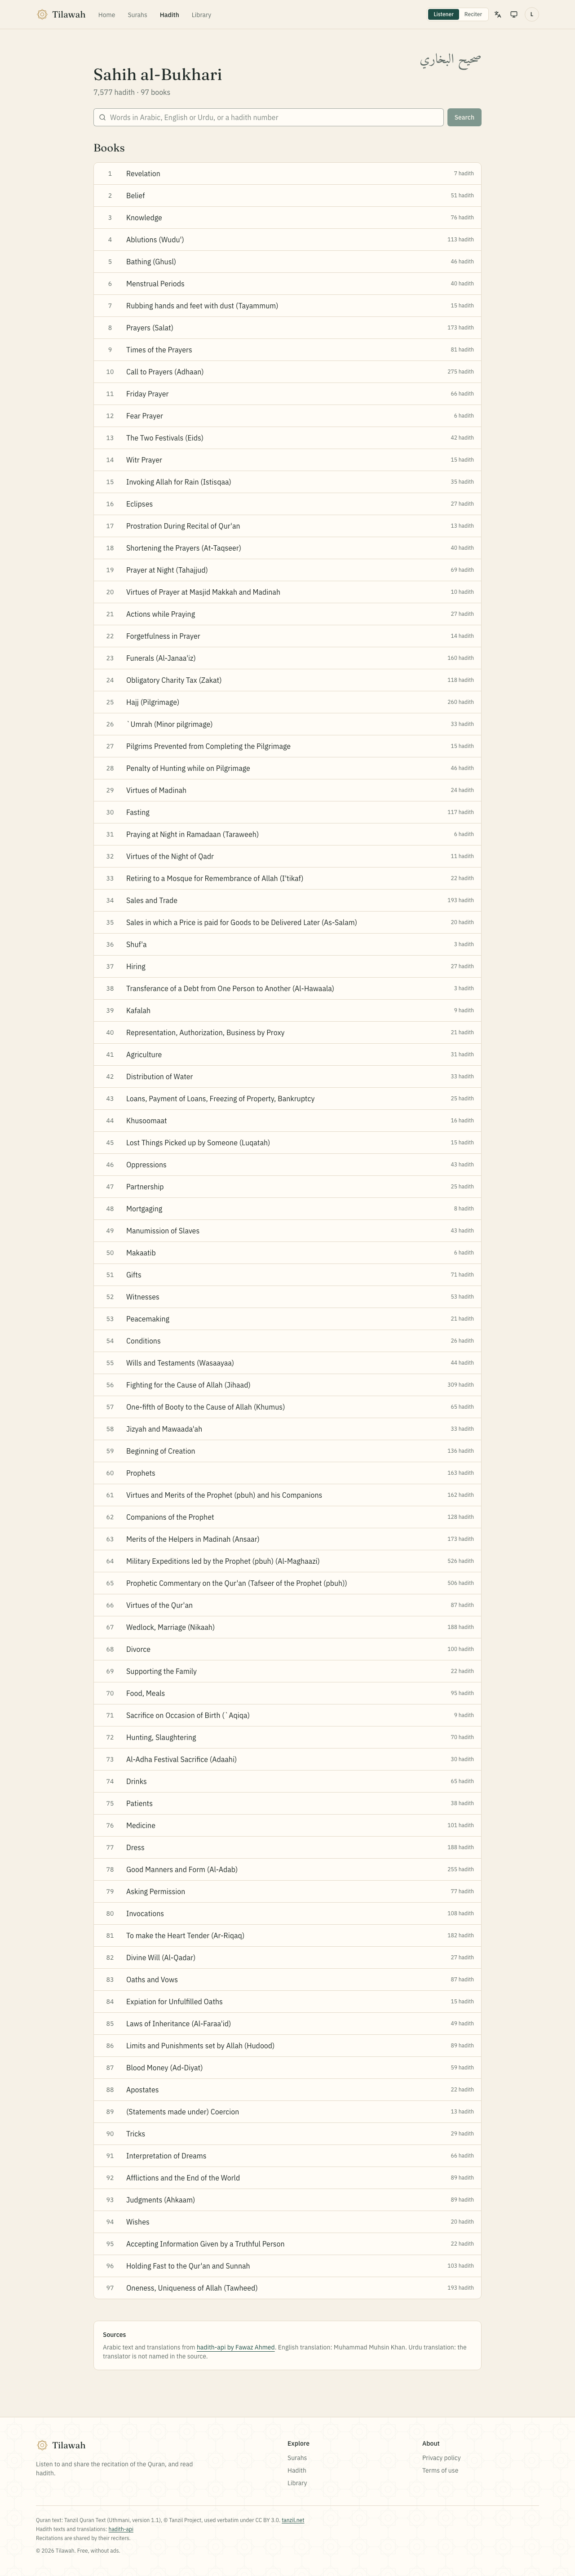 Tilawah Home Surahs Hadith Library Listener Reciter L
صحيح البخاري
Sahih al-Bukhari
7,577 hadith · 97 books
Words in Arabic, English or Urdu, or a hadith number Search
Books
1 Revelation 7 hadith
2 Belief 51 hadith
3 Knowledge 76 hadith
4 Ablutions (Wudu') 113 hadith
5 Bathing (Ghusl) 46 hadith
6 Menstrual Periods 40 hadith
7 Rubbing hands and feet with dust (Tayammum) 15 hadith
8 Prayers (Salat) 173 hadith
9 Times of the Prayers 81 hadith
10 Call to Prayers (Adhaan) 275 hadith
11 Friday Prayer 66 hadith
12 Fear Prayer 6 hadith
13 The Two Festivals (Eids) 42 hadith
14 Witr Prayer 15 hadith
15 Invoking Allah for Rain (Istisqaa) 35 hadith
16 Eclipses 27 hadith
17 Prostration During Recital of Qur'an 13 hadith
18 Shortening the Prayers (At-Taqseer) 40 hadith
19 Prayer at Night (Tahajjud) 69 hadith
20 Virtues of Prayer at Masjid Makkah and Madinah 10 hadith
21 Actions while Praying 27 hadith
22 Forgetfulness in Prayer 14 hadith
23 Funerals (Al-Janaa'iz) 160 hadith
24 Obligatory Charity Tax (Zakat) 118 hadith
25 Hajj (Pilgrimage) 260 hadith
26 `Umrah (Minor pilgrimage) 33 hadith
27 Pilgrims Prevented from Completing the Pilgrimage 15 hadith
28 Penalty of Hunting while on Pilgrimage 46 hadith
29 Virtues of Madinah 24 hadith
30 Fasting 117 hadith
31 Praying at Night in Ramadaan (Taraweeh) 6 hadith
32 Virtues of the Night of Qadr 11 hadith
33 Retiring to a Mosque for Remembrance of Allah (I'tikaf) 22 hadith
34 Sales and Trade 193 hadith
35 Sales in which a Price is paid for Goods to be Delivered Later (As-Salam) 20 hadith
36 Shuf'a 3 hadith
37 Hiring 27 hadith
38 Transferance of a Debt from One Person to Another (Al-Hawaala) 3 hadith
39 Kafalah 9 hadith
40 Representation, Authorization, Business by Proxy 21 hadith
41 Agriculture 31 hadith
42 Distribution of Water 33 hadith
43 Loans, Payment of Loans, Freezing of Property, Bankruptcy 25 hadith
44 Khusoomaat 16 hadith
45 Lost Things Picked up by Someone (Luqatah) 15 hadith
46 Oppressions 43 hadith
47 Partnership 25 hadith
48 Mortgaging 8 hadith
49 Manumission of Slaves 43 hadith
50 Makaatib 6 hadith
51 Gifts 71 hadith
52 Witnesses 53 hadith
53 Peacemaking 21 hadith
54 Conditions 26 hadith
55 Wills and Testaments (Wasaayaa) 44 hadith
56 Fighting for the Cause of Allah (Jihaad) 309 hadith
57 One-fifth of Booty to the Cause of Allah (Khumus) 65 hadith
58 Jizyah and Mawaada'ah 33 hadith
59 Beginning of Creation 136 hadith
60 Prophets 163 hadith
61 Virtues and Merits of the Prophet (pbuh) and his Companions 162 hadith
62 Companions of the Prophet 128 hadith
63 Merits of the Helpers in Madinah (Ansaar) 173 hadith
64 Military Expeditions led by the Prophet (pbuh) (Al-Maghaazi) 526 hadith
65 Prophetic Commentary on the Qur'an (Tafseer of the Prophet (pbuh)) 506 hadith
66 Virtues of the Qur'an 87 hadith
67 Wedlock, Marriage (Nikaah) 188 hadith
68 Divorce 100 hadith
69 Supporting the Family 22 hadith
70 Food, Meals 95 hadith
71 Sacrifice on Occasion of Birth (`Aqiqa) 9 hadith
72 Hunting, Slaughtering 70 hadith
73 Al-Adha Festival Sacrifice (Adaahi) 30 hadith
74 Drinks 65 hadith
75 Patients 38 hadith
76 Medicine 101 hadith
77 Dress 188 hadith
78 Good Manners and Form (Al-Adab) 255 hadith
79 Asking Permission 77 hadith
80 Invocations 108 hadith
81 To make the Heart Tender (Ar-Riqaq) 182 hadith
82 Divine Will (Al-Qadar) 27 hadith
83 Oaths and Vows 87 hadith
84 Expiation for Unfulfilled Oaths 15 hadith
85 Laws of Inheritance (Al-Faraa'id) 49 hadith
86 Limits and Punishments set by Allah (Hudood) 89 hadith
87 Blood Money (Ad-Diyat) 59 hadith
88 Apostates 22 hadith
89 (Statements made under) Coercion 13 hadith
90 Tricks 29 hadith
91 Interpretation of Dreams 66 hadith
92 Afflictions and the End of the World 89 hadith
93 Judgments (Ahkaam) 89 hadith
94 Wishes 20 hadith
95 Accepting Information Given by a Truthful Person 22 hadith
96 Holding Fast to the Qur'an and Sunnah 103 hadith
97 Oneness, Uniqueness of Allah (Tawheed) 193 hadith
Sources
Arabic text and translations from hadith-api by Fawaz Ahmed. English translation: Muhammad Muhsin Khan. Urdu translation: the
translator is not named in the source.
Tilawah Explore About
Listen to and share the recitation of the Quran, and read
hadith.
Surahs Privacy policy
Hadith Terms of use
Library
Quran text: Tanzil Quran Text (Uthmani, version 1.1), © Tanzil Project, used verbatim under CC BY 3.0. tanzil.net
Hadith texts and translations: hadith-api
Recitations are shared by their reciters.
© 2026 Tilawah. Free, without ads.